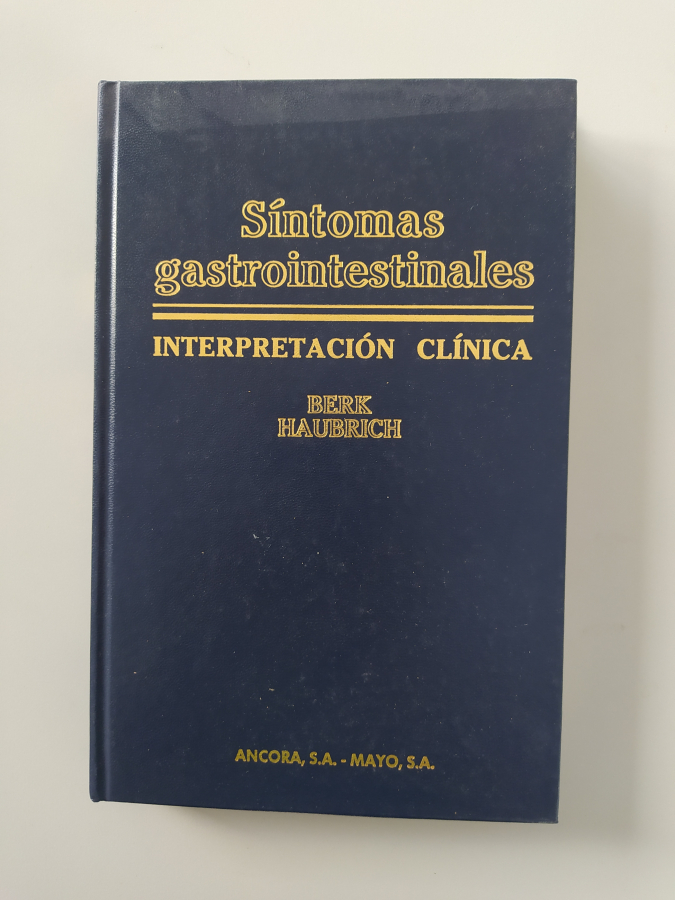 Síntomas
gastrointestinales
INTERPRETACIÓN CLÍNICA
BERK
HAUBRICH
ANCORA, S.A. - MAYO, S.A.